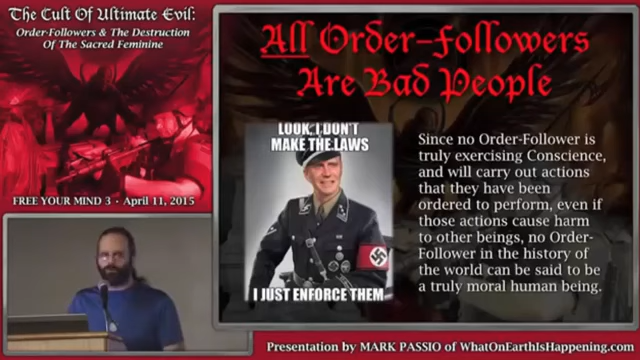 The Cult Of Ultimate Evil:
Order-Followers & The Destruction
Of The Sacred Feminine
FREE YOUR MIND 3 • April 11, 2015
All Order-Followers
Are Bad People
LOOK, I DON'T
MAKE THE LAWS
I JUST ENFORCE THEM
Since no Order-Follower is
truly exercising Conscience,
and will carry out actions
that they have been
ordered to perform, even if
those actions cause harm
to other beings, no Order-
Follower in the history of
the world can be said to be
a truly moral human being.
Presentation by MARK PASSIO of WhatOnEarthIsHappening.com